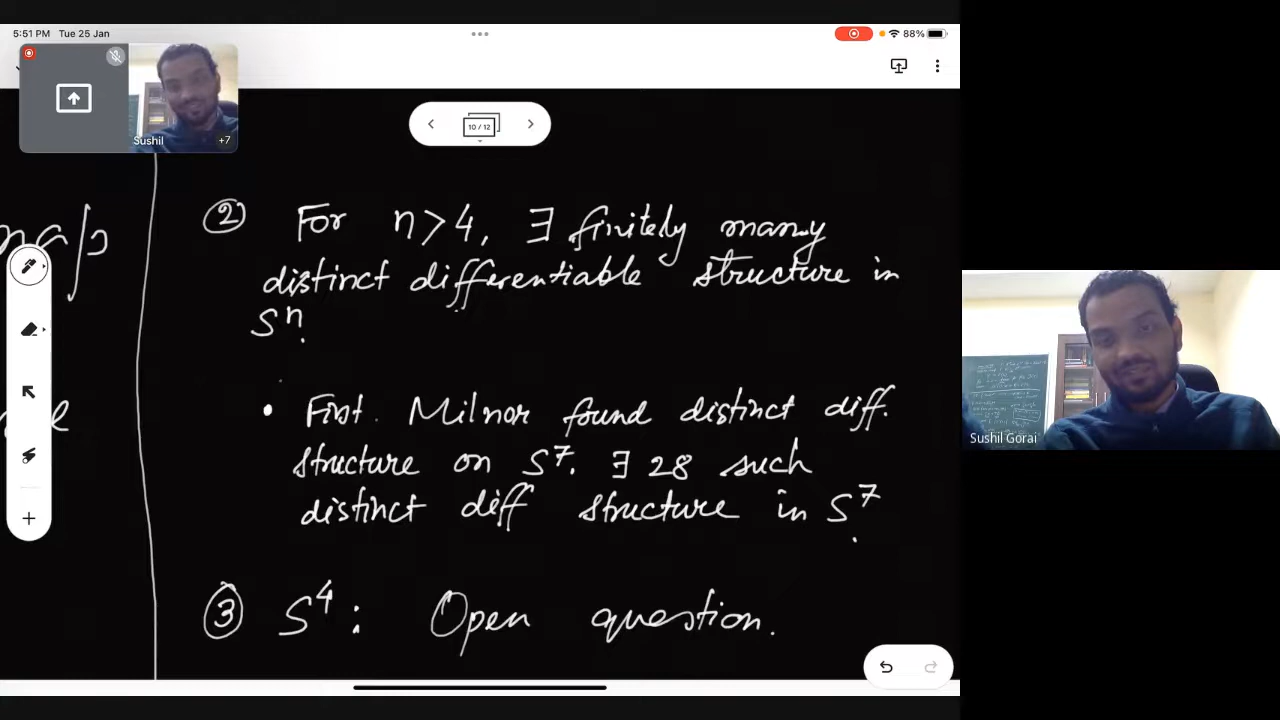 5:51 PM Tue 25 Jan
88%
Sushil
+7
10 / 12
② For n > 4, ∃ finitely many
distinct differentiable structure in
Sⁿ.
• First Milnor found distinct diff.
structure on S⁷. ∃ 28 such
distinct diff structure in S⁷.
③ S⁴: Open question.
Sushil Gorai